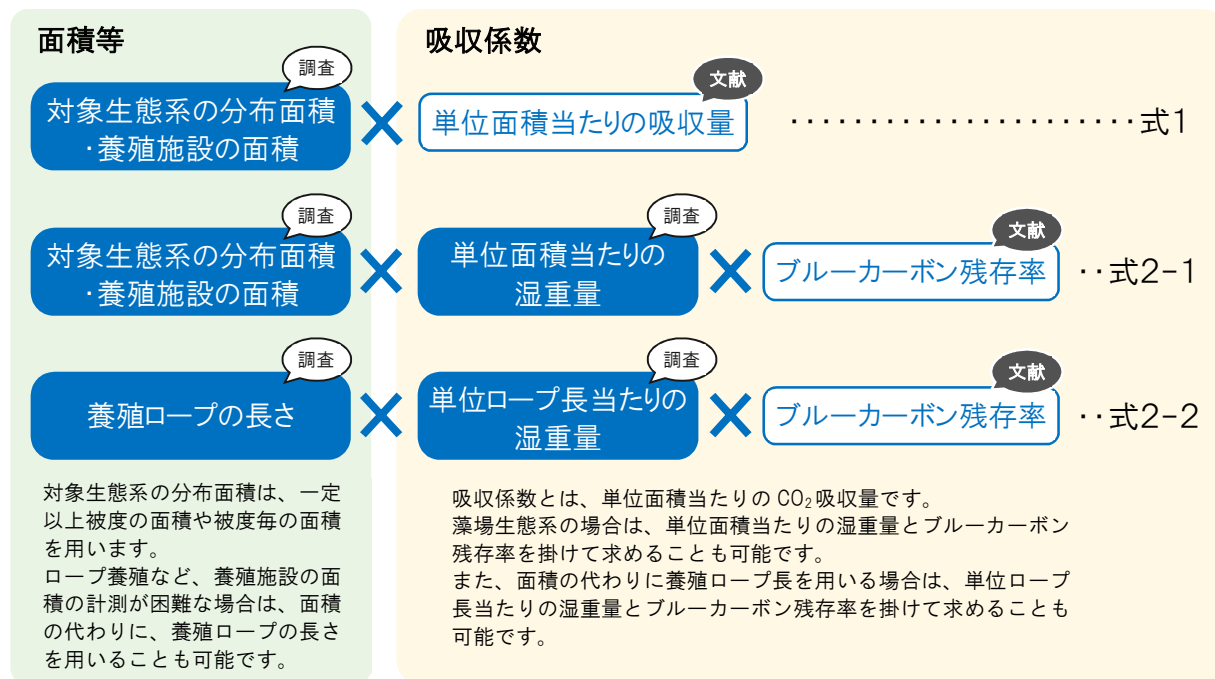 面積等
吸収係数
調査
文献
対象生態系の分布面積
・養殖施設の面積
×
単位面積当たりの吸収量
······················式1
調査
調査
文献
対象生態系の分布面積
・養殖施設の面積
×
単位面積当たりの
湿重量
×
ブルーカーボン残存率
··式2-1
調査
調査
文献
養殖ロープの長さ
×
単位ロープ長当たりの
湿重量
×
ブルーカーボン残存率
··式2-2
対象生態系の分布面積は、一定
以上被度の面積や被度毎の面積
を用います。
ロープ養殖など、養殖施設の面
積の計測が困難な場合は、面積
の代わりに、養殖ロープの長さ
を用いることも可能です。
吸収係数とは、単位面積当たりの CO₂吸収量です。
藻場生態系の場合は、単位面積当たりの湿重量とブルーカーボン
残存率を掛けて求めることも可能です。
また、面積の代わりに養殖ロープ長を用いる場合は、単位ロープ
長当たりの湿重量とブルーカーボン残存率を掛けて求めることも
可能です。